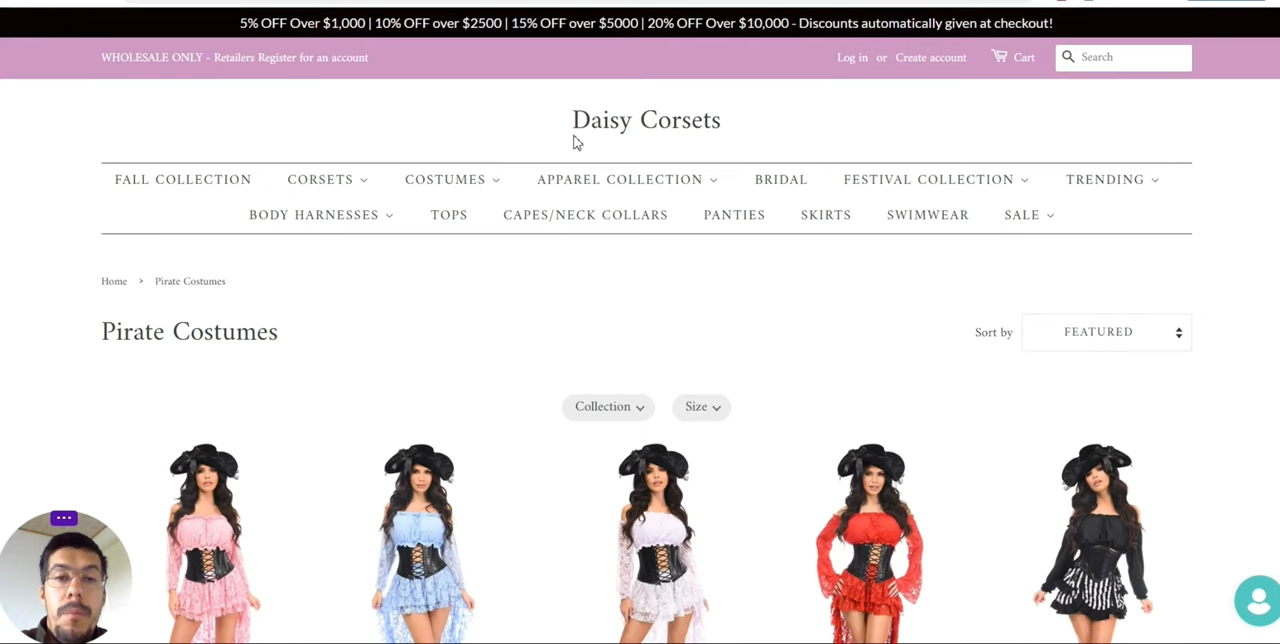 5% OFF Over $1,000 | 10% OFF over $2500 | 15% OFF over $5000 | 20% OFF Over $10,000 - Discounts automatically given at checkout!
WHOLESALE ONLY - Retailers Register for an account
Log in or Create account Cart Search
Daisy Corsets
FALL COLLECTION CORSETS COSTUMES APPAREL COLLECTION BRIDAL FESTIVAL COLLECTION TRENDING
BODY HARNESSES TOPS CAPES/NECK COLLARS PANTIES SKIRTS SWIMWEAR SALE
Home › Pirate Costumes
Pirate Costumes
Sort by FEATURED
Collection Size